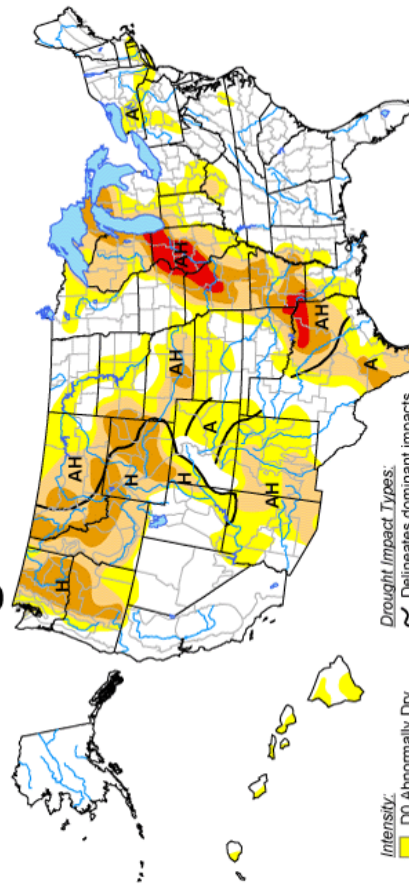 H
AH
H
H
AH
A
AH
AH
AH
A
A
Intensity:
D0 Abnormally Dry
Drought Impact Types:
Delineates dominant impacts